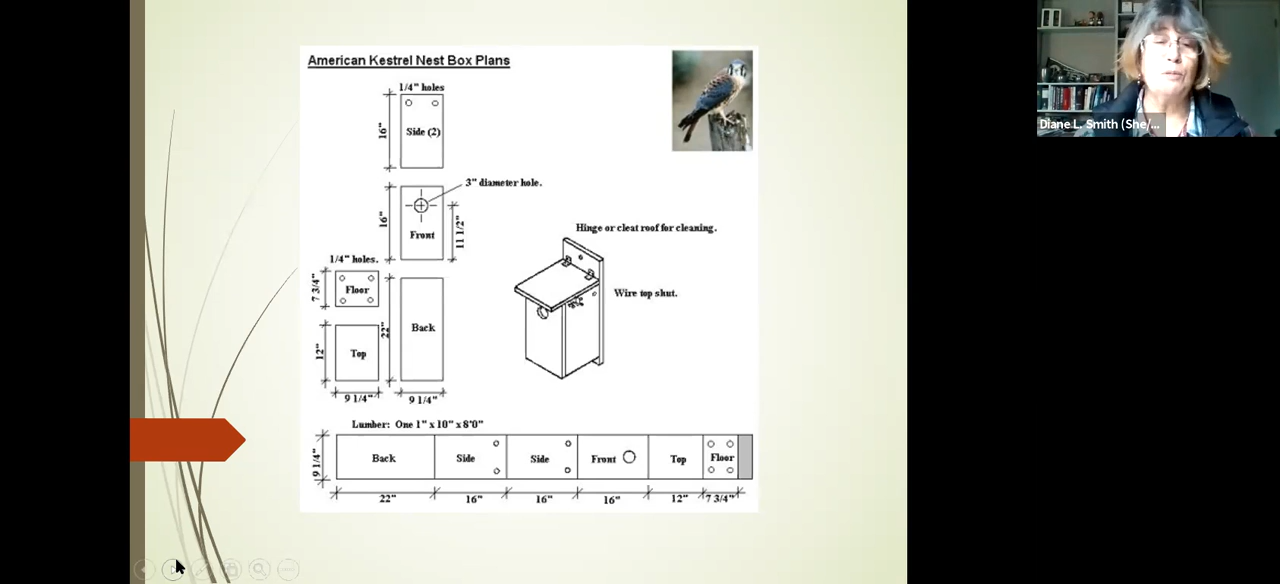 American Kestrel Nest Box Plans
1/4" holes
16"
Side (2)
3" diameter hole.
16"
Front
11 1/2"
Hinge or cleat roof for cleaning.
1/4" holes.
7 3/4"
Floor
Wire top shut.
22"
Back
12"
Top
9 1/4"
9 1/4"
Lumber: One 1" x 10" x 8'0"
9 1/4"
Back
Side
Side
Front
Top
Floor
22"
16"
16"
16"
12"
7 3/4"
Diane L. Smith (She/...